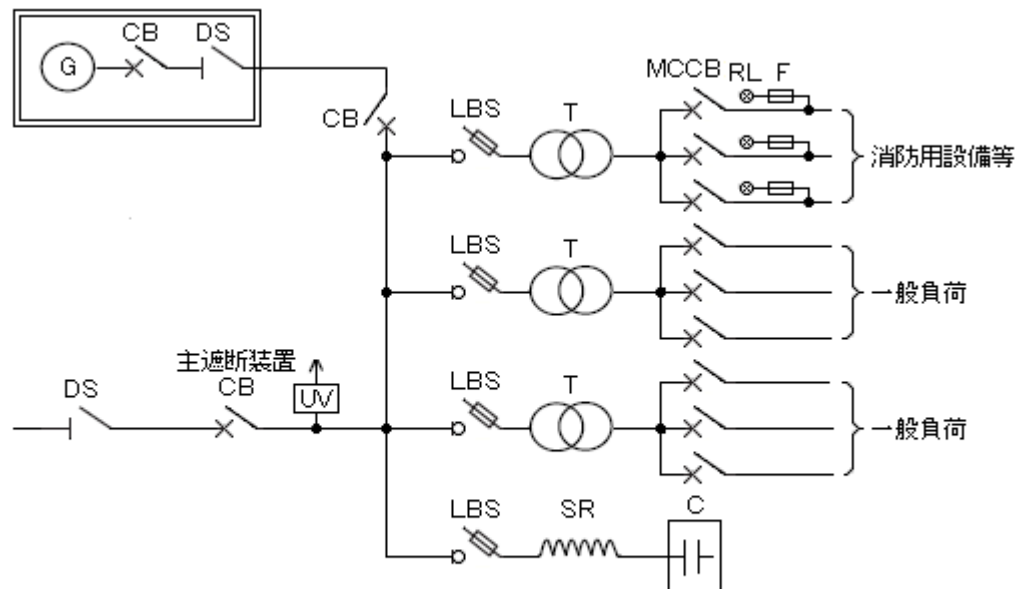 CB DS
G
CB
LBS T MCCB RL F
消防用設備等
LBS T
一般負荷
主遮断装置
DS CB UV
LBS T
一般負荷
LBS SR C